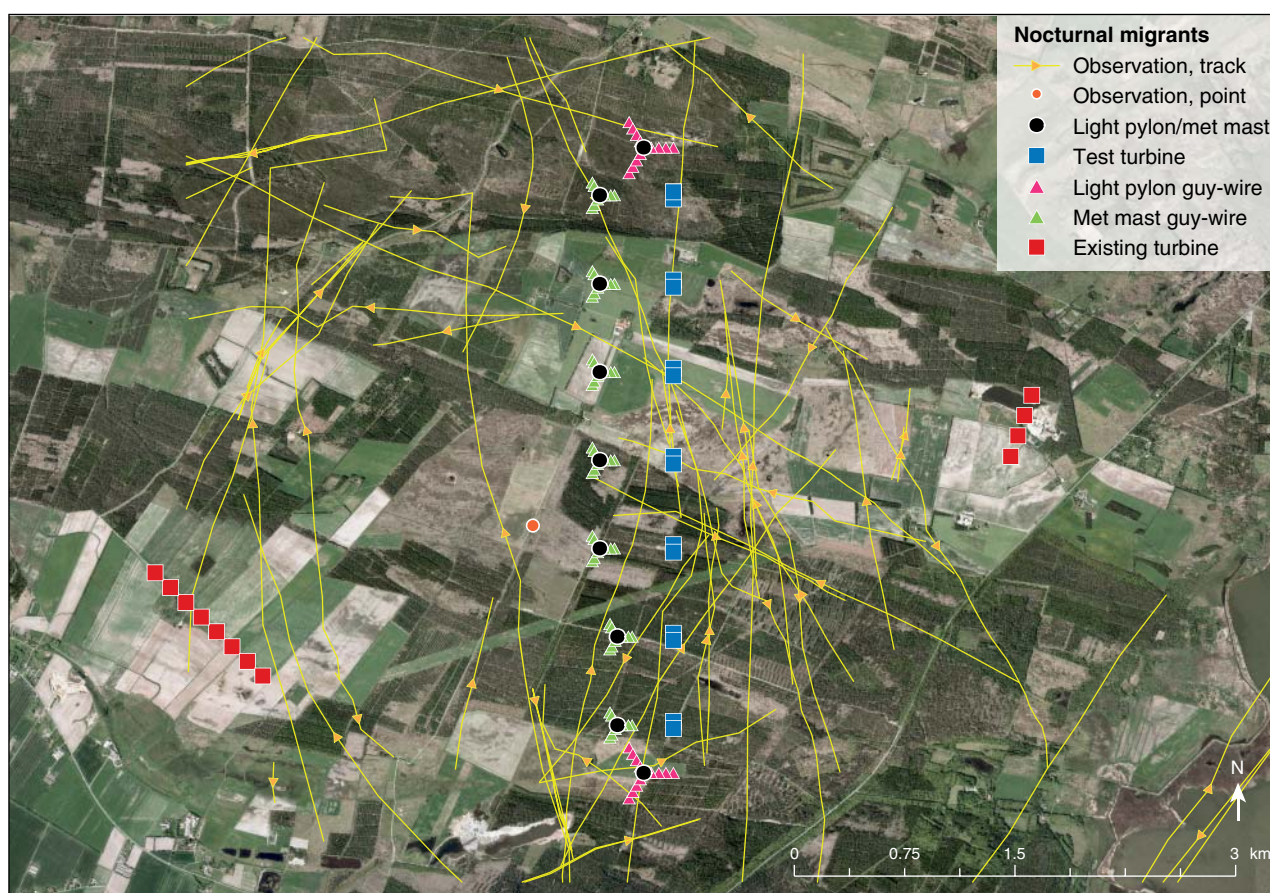 Nocturnal migrants
Observation, track
Observation, point
Light pylon/met mast
Test turbine
Light pylon guy-wire
Met mast guy-wire
Existing turbine
N
0 0.75 1.5 3 km